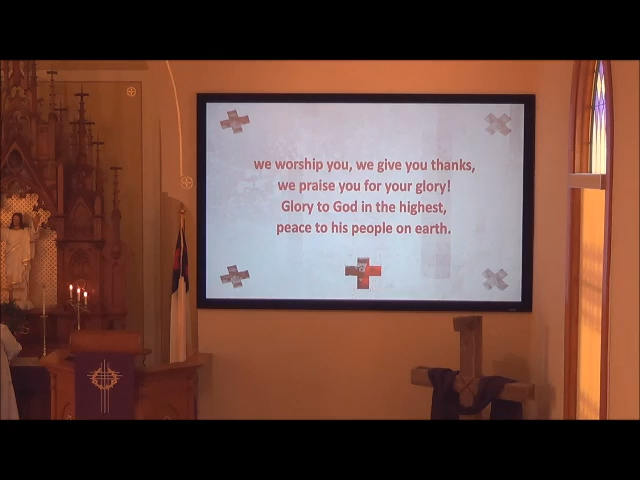 we worship you, we give you thanks,
we praise you for your glory!
Glory to God in the highest,
peace to his people on earth.